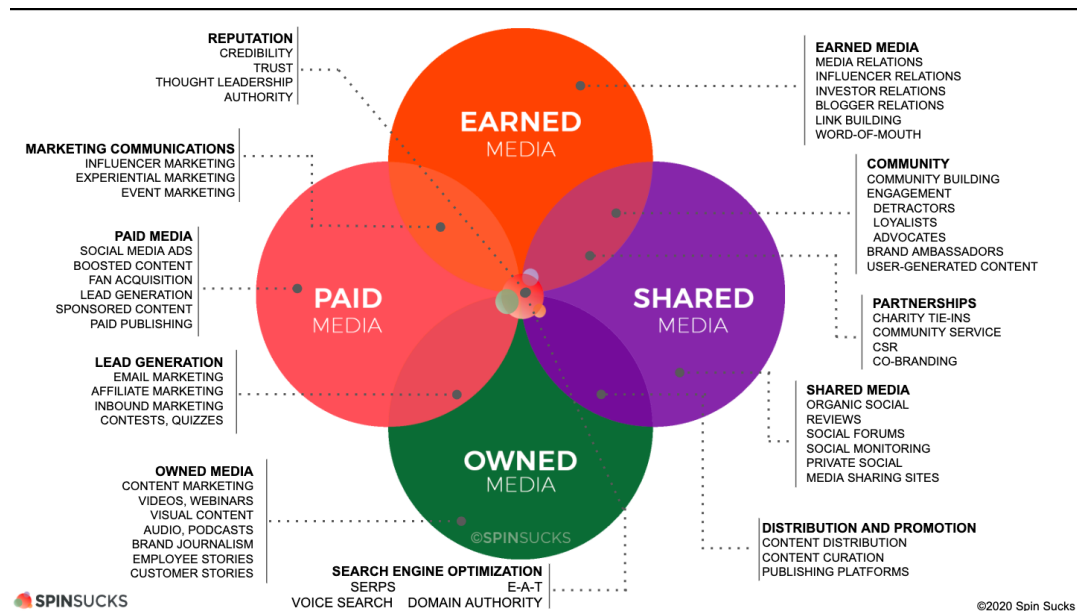 REPUTATION
CREDIBILITY
TRUST
THOUGHT LEADERSHIP
AUTHORITY
MARKETING COMMUNICATIONS
INFLUENCER MARKETING
EXPERIENTIAL MARKETING
EVENT MARKETING
PAID MEDIA
SOCIAL MEDIA ADS
BOOSTED CONTENT
FAN ACQUISITION
LEAD GENERATION
SPONSORED CONTENT
PAID PUBLISHING
LEAD GENERATION
EMAIL MARKETING
AFFILIATE MARKETING
INBOUND MARKETING
CONTESTS, QUIZZES
OWNED MEDIA
CONTENT MARKETING
VIDEOS, WEBINARS
VISUAL CONTENT
AUDIO, PODCASTS
BRAND JOURNALISM
EMPLOYEE STORIES
CUSTOMER STORIES
EARNED
MEDIA
PAID
MEDIA
SHARED
MEDIA
OWNED
MEDIA
©SPINSUCKS
EARNED MEDIA
MEDIA RELATIONS
INFLUENCER RELATIONS
INVESTOR RELATIONS
BLOGGER RELATIONS
LINK BUILDING
WORD-OF-MOUTH
COMMUNITY
COMMUNITY BUILDING
ENGAGEMENT
DETRACTORS
LOYALISTS
ADVOCATES
BRAND AMBASSADORS
USER-GENERATED CONTENT
PARTNERSHIPS
CHARITY TIE-INS
COMMUNITY SERVICE
CSR
CO-BRANDING
SHARED MEDIA
ORGANIC SOCIAL
REVIEWS
SOCIAL FORUMS
SOCIAL MONITORING
PRIVATE SOCIAL
MEDIA SHARING SITES
DISTRIBUTION AND PROMOTION
CONTENT DISTRIBUTION
CONTENT CURATION
PUBLISHING PLATFORMS
SEARCH ENGINE OPTIMIZATION
SERPS E-A-T
VOICE SEARCH DOMAIN AUTHORITY
SPINSUCKS
©2020 Spin Sucks